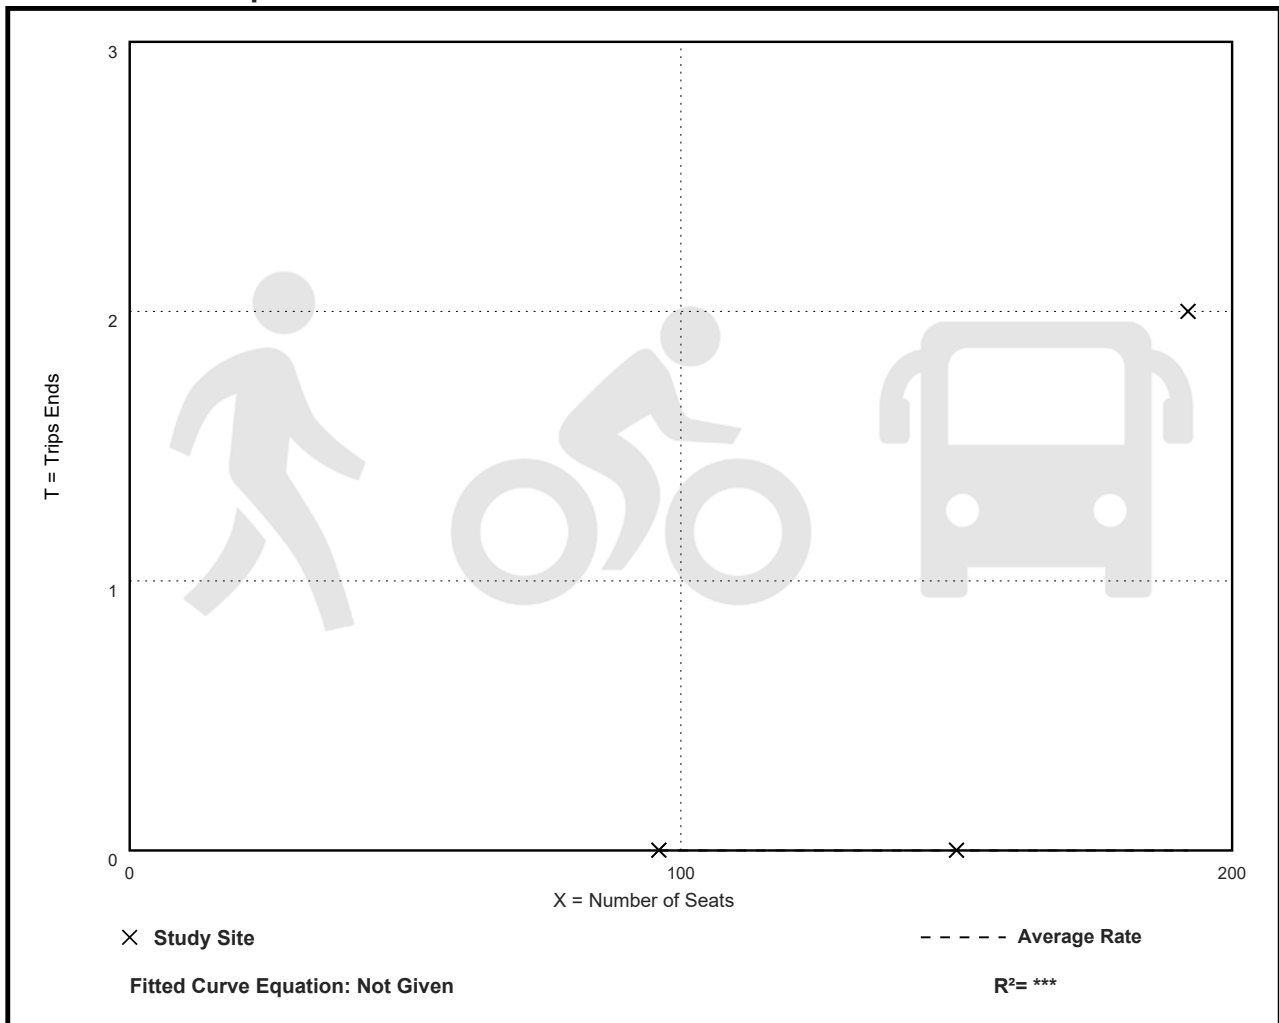 3
2
1
0
T = Trips Ends
0 100 200
X = Number of Seats
Study Site
Average Rate
Fitted Curve Equation: Not Given
R²= ***